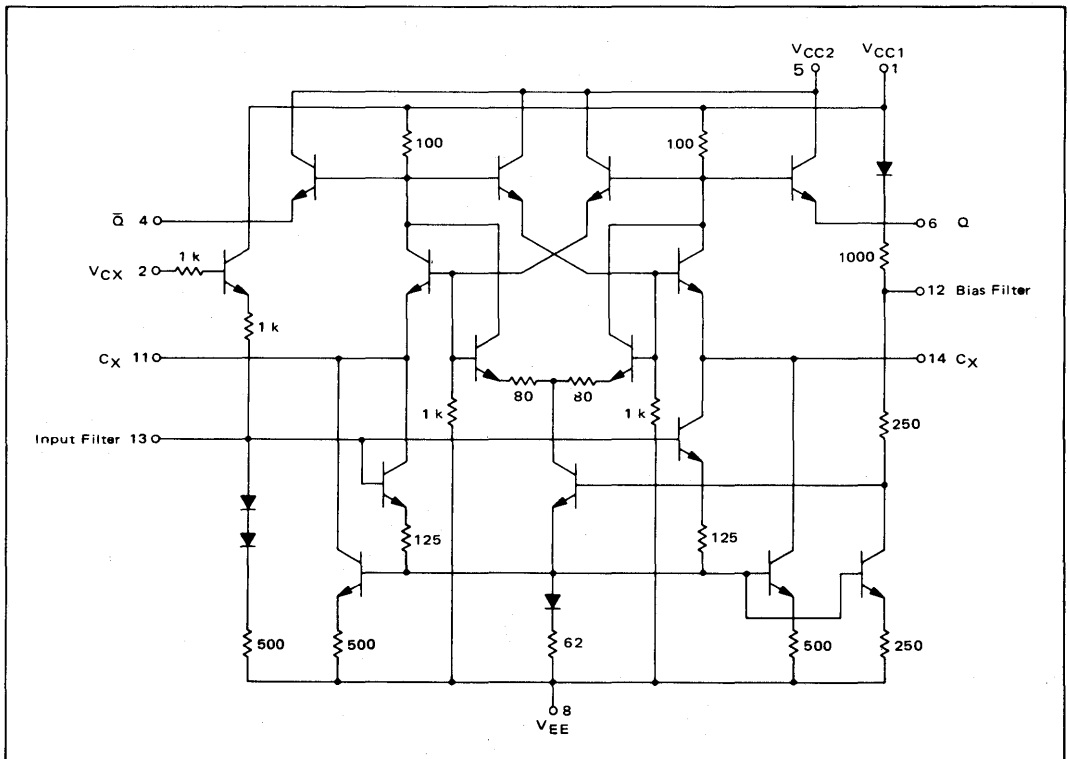 VCC2 VCC1
5 1
100 100
Q̄ 4 6 Q
1 k 1000
VCX 2
12 Bias Filter
1 k
CX 11 14 CX
80 80
1 k 1 k 250
Input Filter 13
125 125
500 500 62 500 250
8
VEE